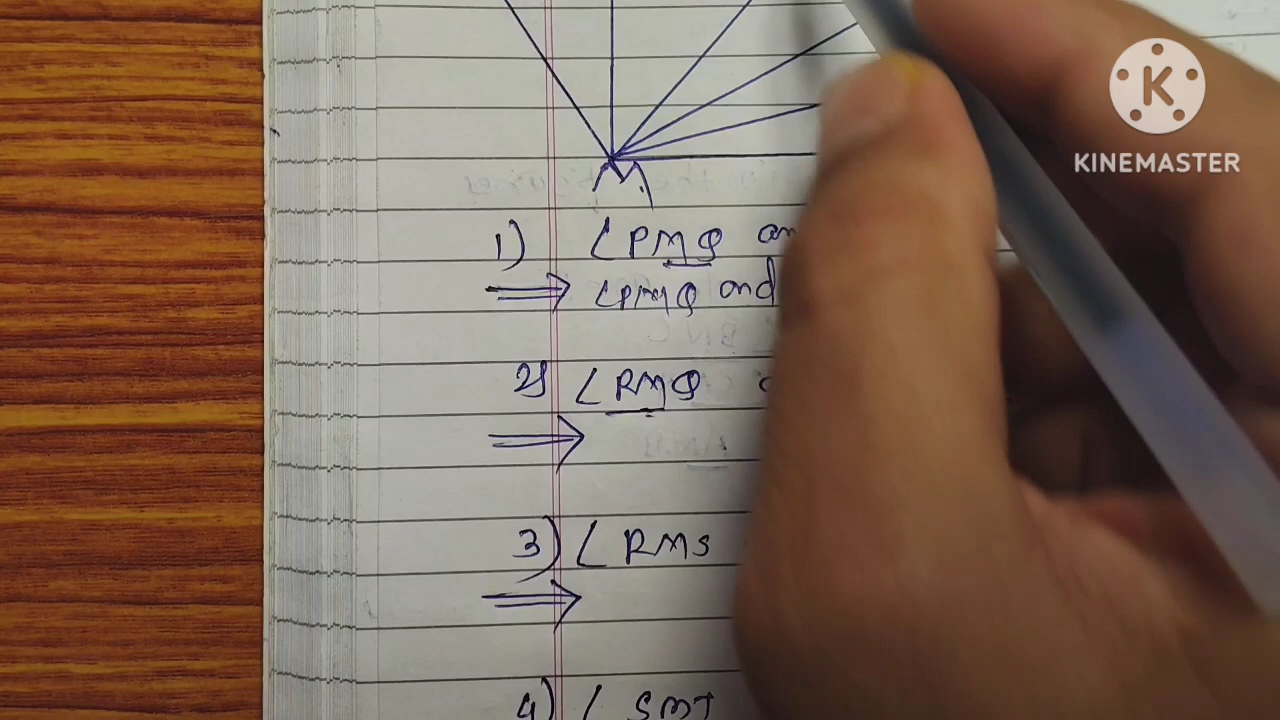 K
KINEMASTER
M
1) ∠PMQ
⇒ ∠PMQ and
2) ∠RMQ
⇒
3) ∠RMS
⇒
4) ∠SMT